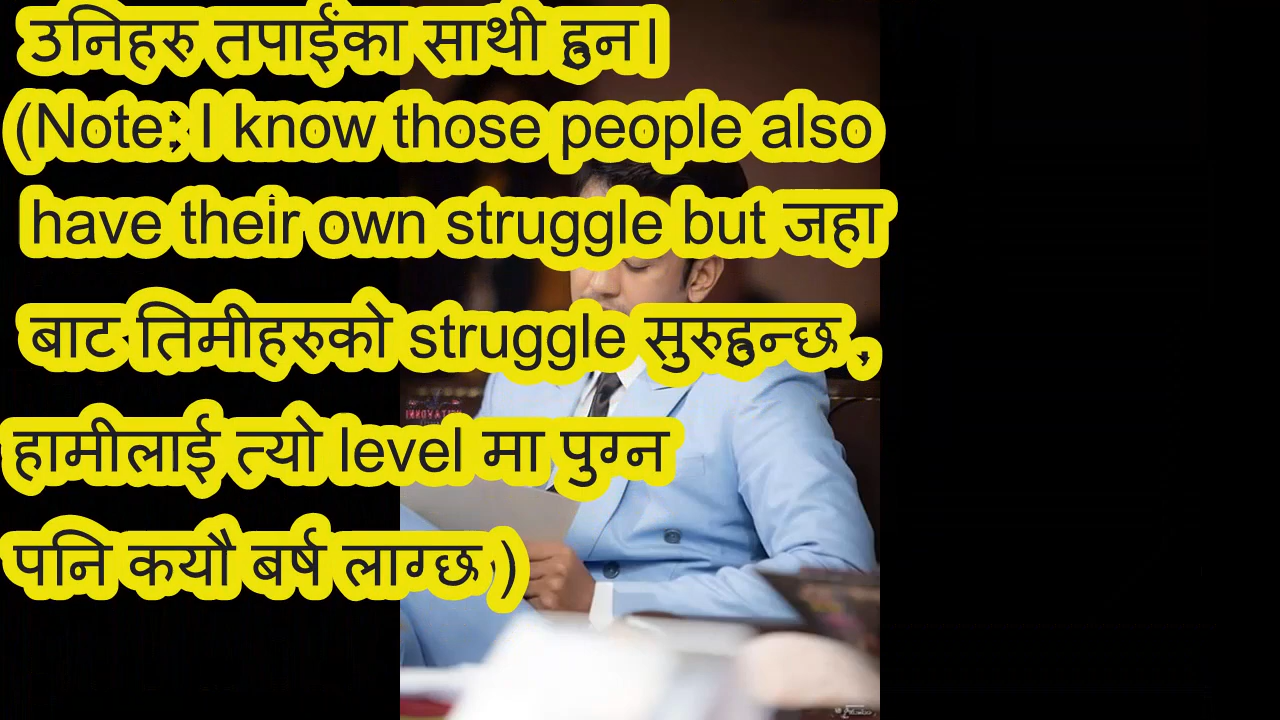 उनिहरु तपाईंका साथी हुन।
(Note: I know those people also
have their own struggle but जहा
बाट तिमीहरुको struggle सुरुहुन्छ ,
हामीलाई त्यो level मा पुग्न
पनि कयौ बर्ष लाग्छ )